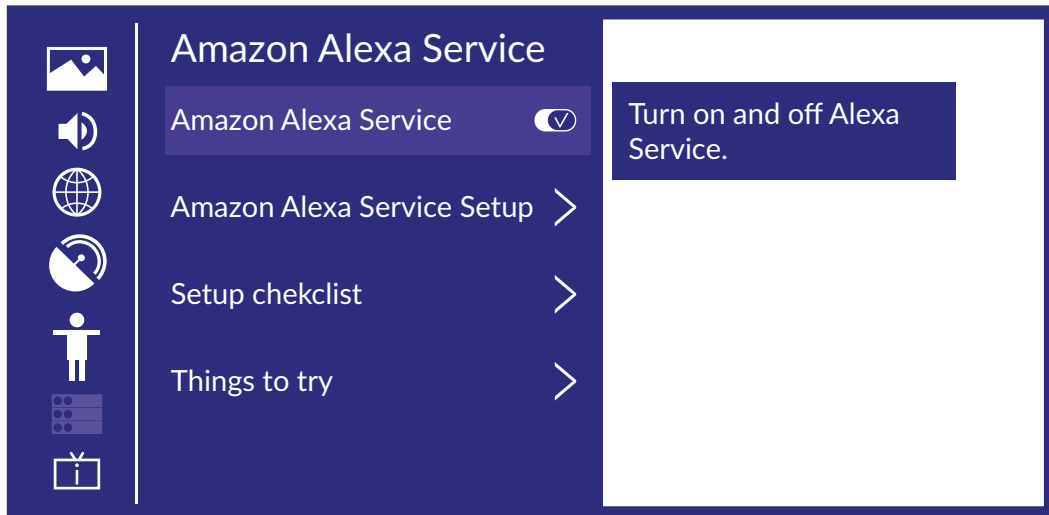 Amazon Alexa Service
Amazon Alexa Service
Turn on and off Alexa
Service.
Amazon Alexa Service Setup
Setup chekclist
Things to try
i